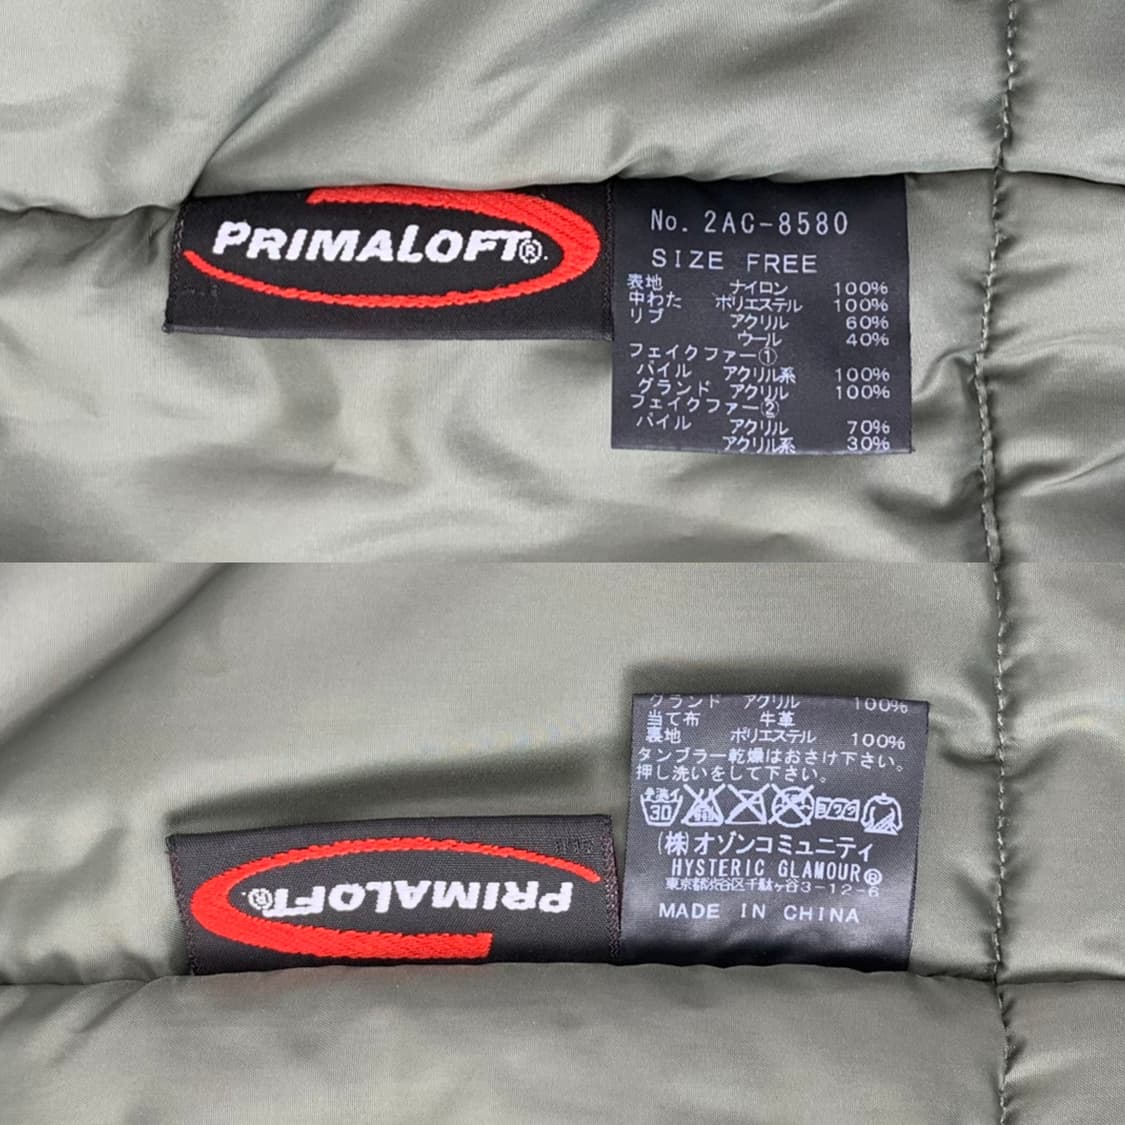 PRIMALOFT®.
No. 2AC-8580
SIZE FREE
表地 ナイロン 100%
中わた ポリエステル 100%
リブ アクリル 60%
ウール 40%
フェイクファー①
パイル アクリル系 100%
グランド アクリル 100%
フェイクファー②
パイル アクリル 70%
アクリル系 30%
グランド アクリル 100%
当て布 牛革
裏地 ポリエステル 100%
タンブラー乾燥はおさけ下さい。
押し洗いをして下さい。
手洗イ
30
(株)オゾンコミュニティ
HYSTERIC GLAMOUR®
東京都渋谷区千駄ヶ谷3-12-6
MADE IN CHINA
PRIMALOFT®.